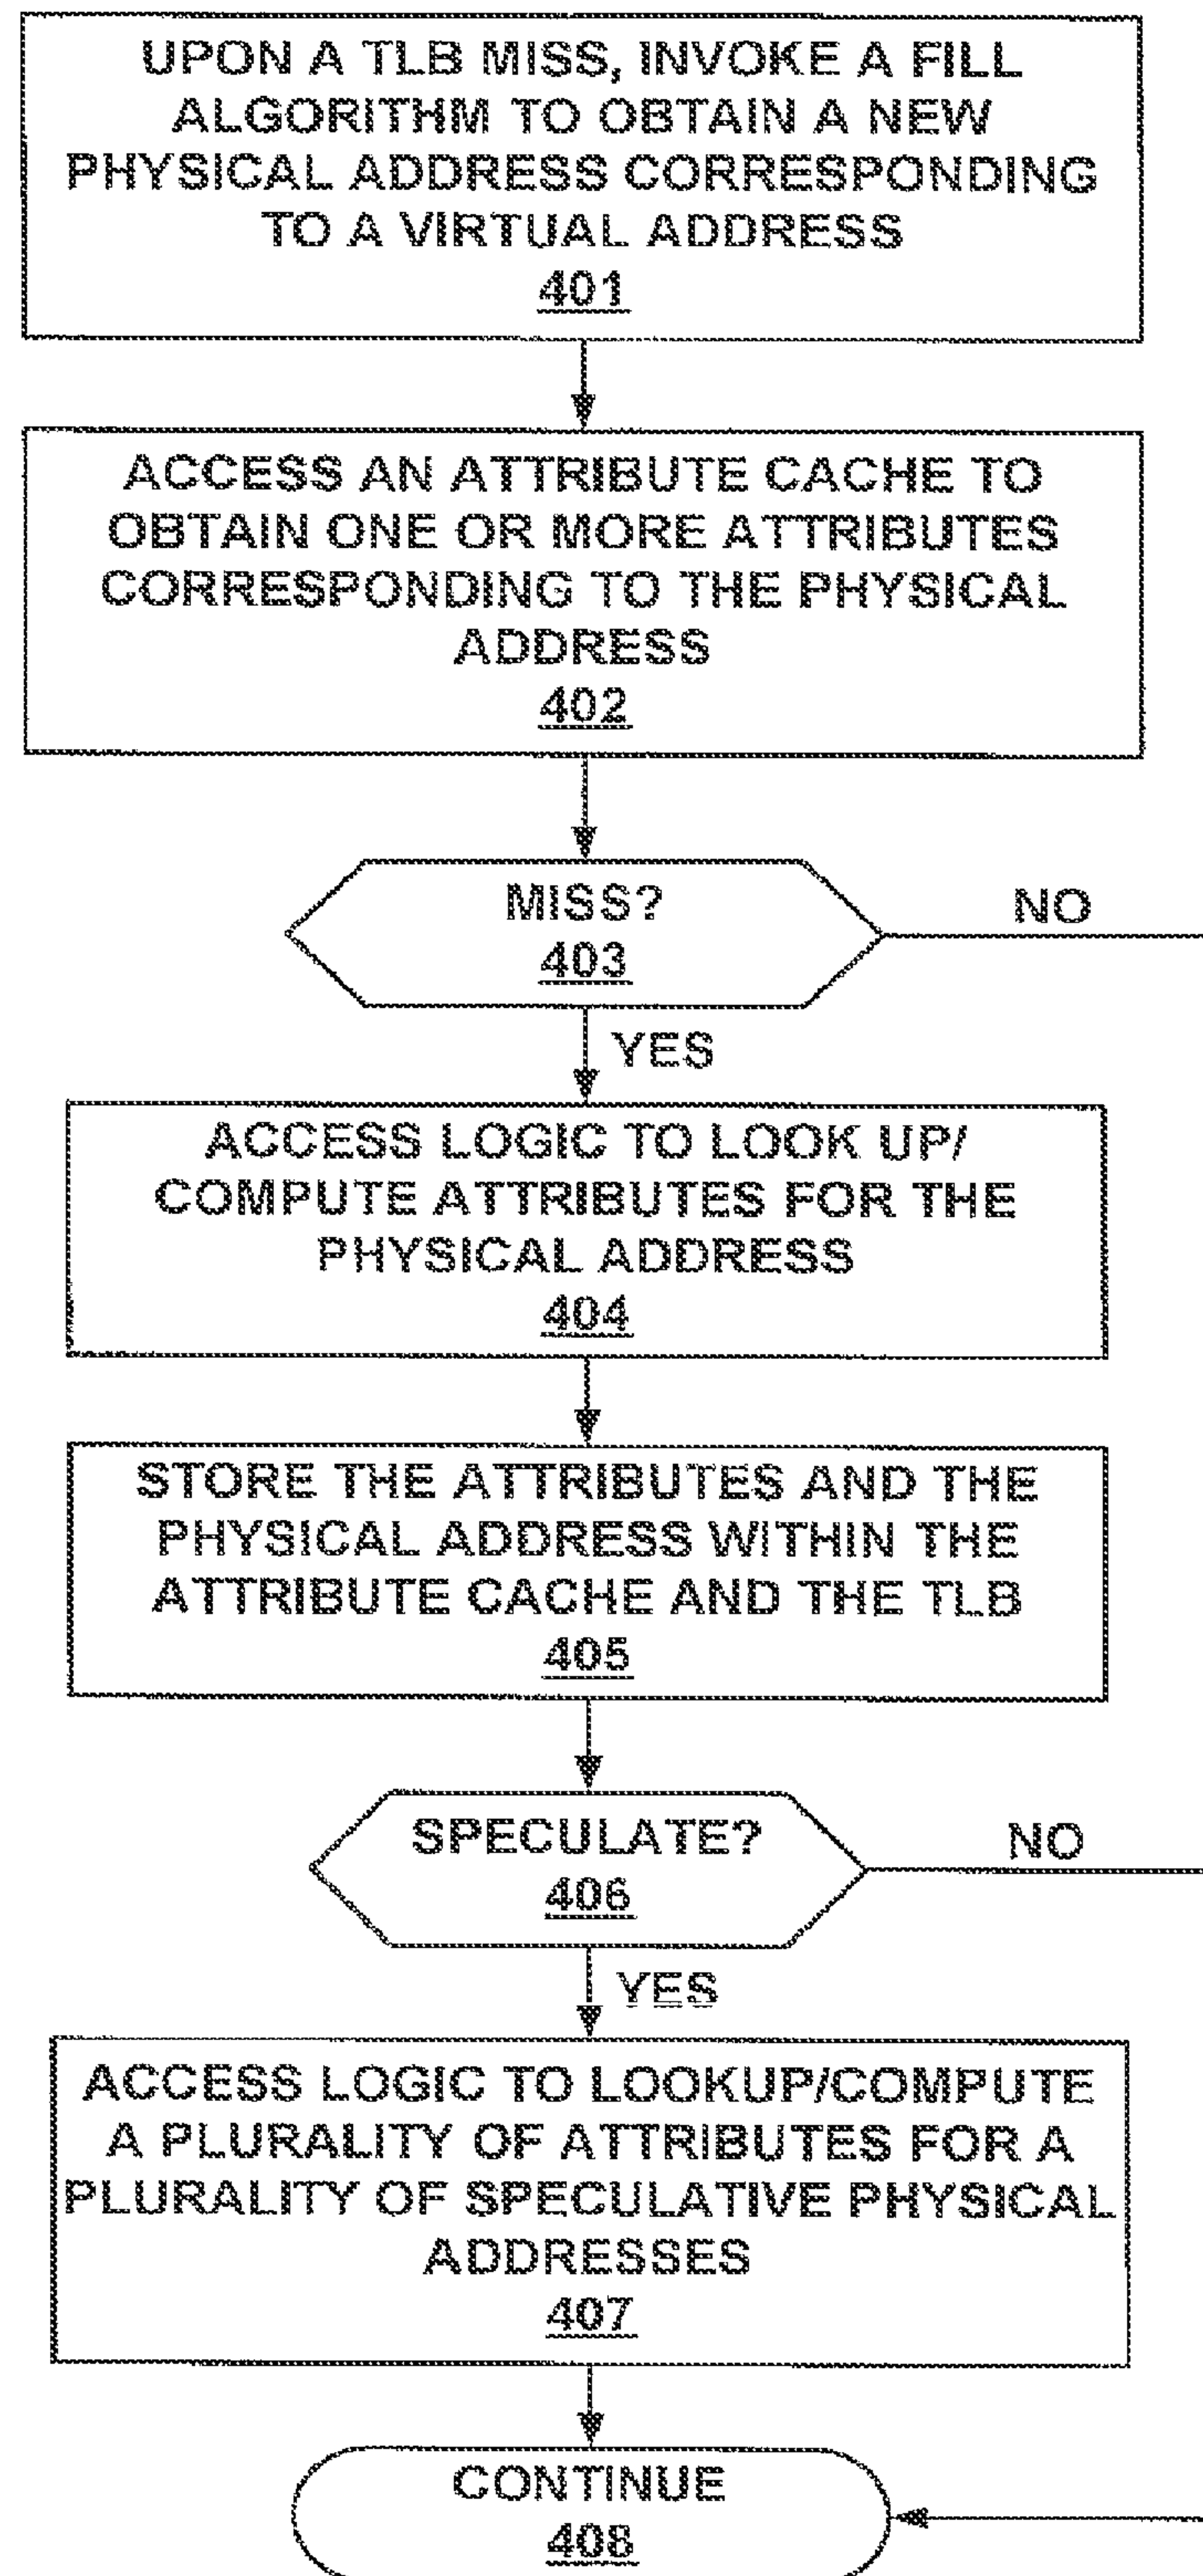 UPON A TLB MISS, INVOKE A FILL
ALGORITHM TO OBTAIN A NEW
PHYSICAL ADDRESS CORRESPONDING
TO A VIRTUAL ADDRESS
401
ACCESS AN ATTRIBUTE CACHE TO
OBTAIN ONE OR MORE ATTRIBUTES
CORRESPONDING TO THE PHYSICAL
ADDRESS
402
MISS?
403
NO
YES
ACCESS LOGIC TO LOOK UP/
COMPUTE ATTRIBUTES FOR THE
PHYSICAL ADDRESS
404
STORE THE ATTRIBUTES AND THE
PHYSICAL ADDRESS WITHIN THE
ATTRIBUTE CACHE AND THE TLB
405
SPECULATE?
406
NO
YES
ACCESS LOGIC TO LOOKUP/COMPUTE
A PLURALITY OF ATTRIBUTES FOR A
PLURALITY OF SPECULATIVE PHYSICAL
ADDRESSES
407
CONTINUE
408